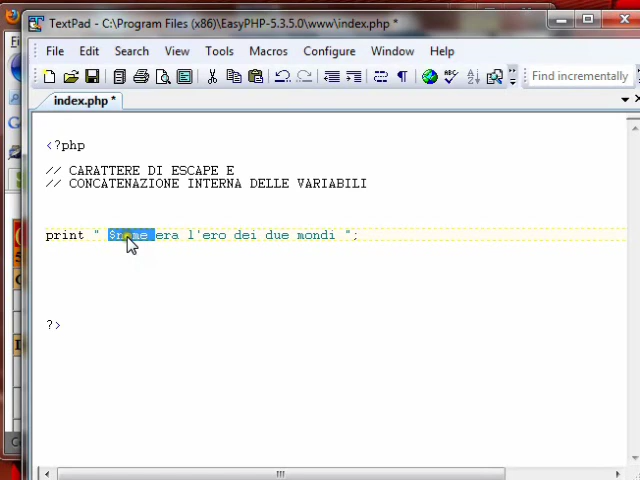 TextPad - C:\Program Files (x86)\EasyPHP-5.3.5.0\www\index.php *
File Edit Search View Tools Macros Configure Window Help
Find incrementally
index.php *
<?php
// CARATTERE DI ESCAPE E
// CONCATENAZIONE INTERNA DELLE VARIABILI
print " $nome era l'ero dei due mondi ";
?>